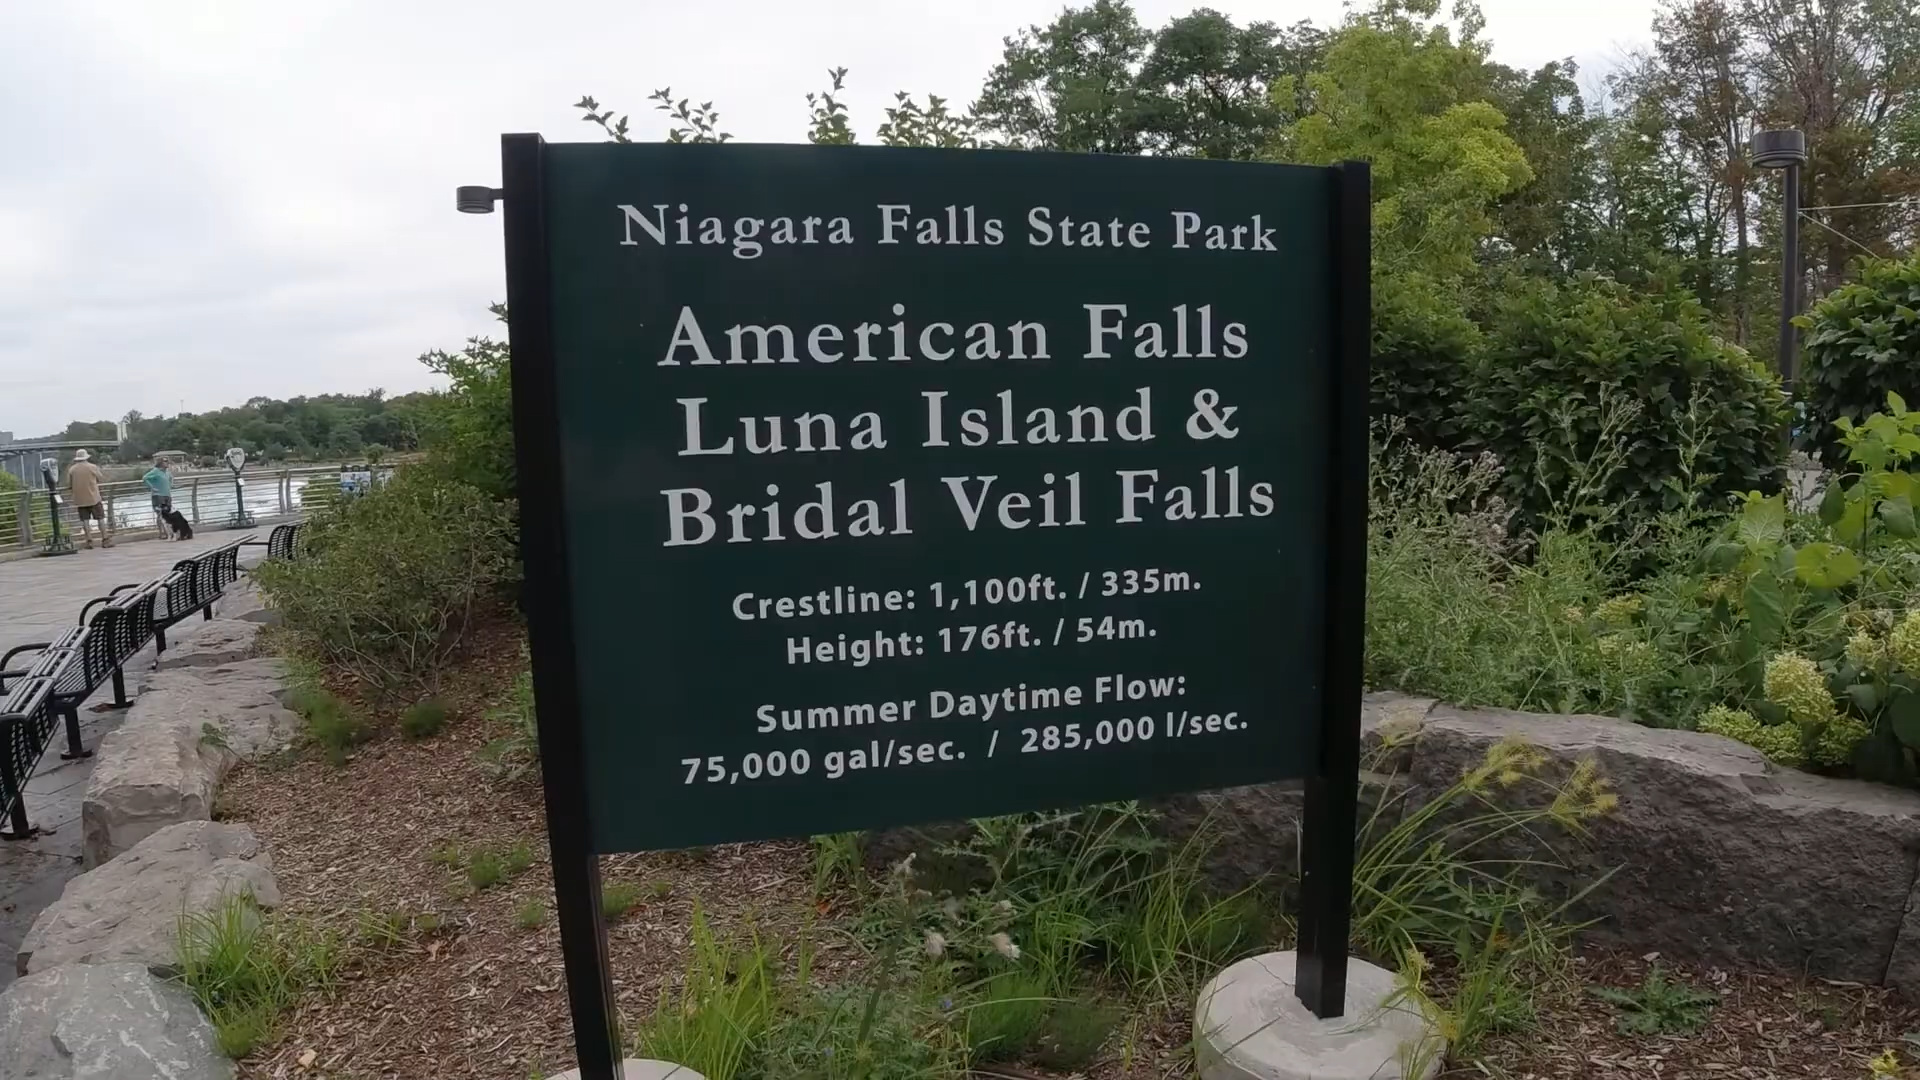 Niagara Falls State Park
American Falls
Luna Island &
Bridal Veil Falls
Crestline: 1,100ft. / 335m.
Height: 176ft. / 54m.
Summer Daytime Flow:
75,000 gal/sec. / 285,000 l/sec.